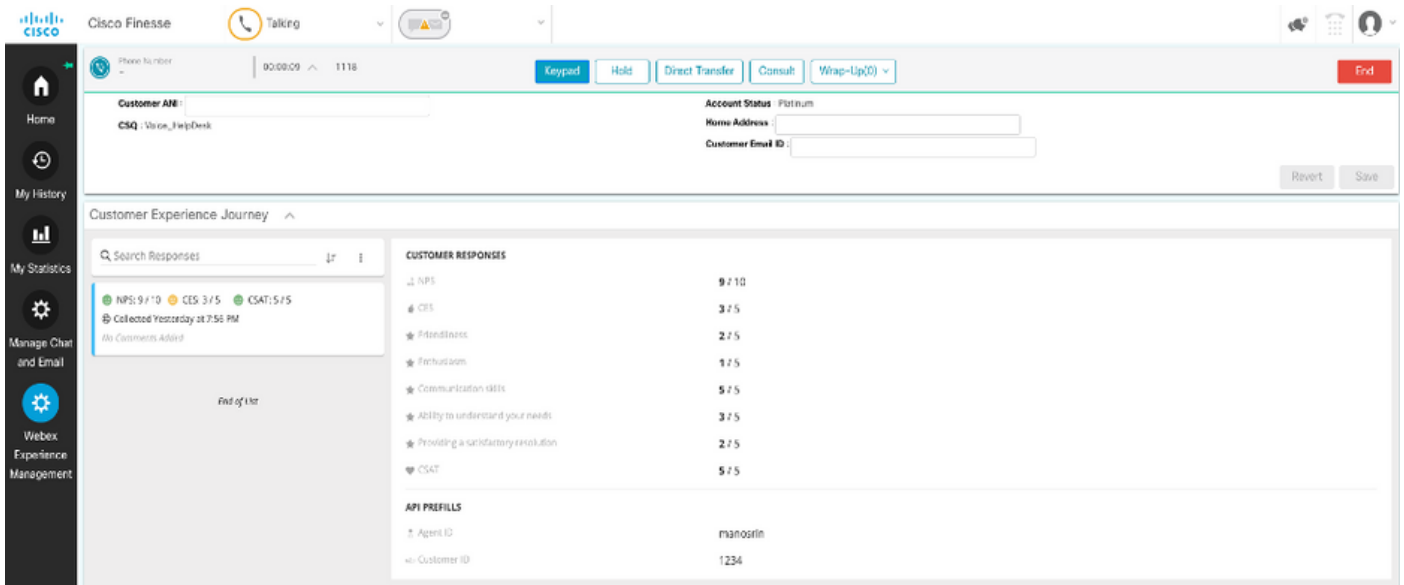 cisco Cisco Finesse Talking
Phone Number
- 00:00:09 1118 Keypad Hold Direct Transfer Consult Wrap-Up(0) End
Home
Customer ANI : Account Status Platinum
CSQ : Voice_HelpDesk Home Address :
Customer Email ID :
My History
Revert Save
Customer Experience Journey
My Statistics
Search Responses
NPS: 9 / 10 CES: 3 / 5 CSAT: 5 / 5
Collected Yesterday at 7:56 PM
No Comments Added
End of List
Manage Chat
and Email
Webex
Experience
Management
CUSTOMER RESPONSES
NPS 9 / 10
CES 3 / 5
Friendliness 2 / 5
Enthusiasm 1 / 5
Communication skills 5 / 5
Ability to understand your needs 3 / 5
Providing a satisfactory resolution 2 / 5
CSAT 5 / 5
API PREFILLS
Agent ID manosrin
Customer ID 1234